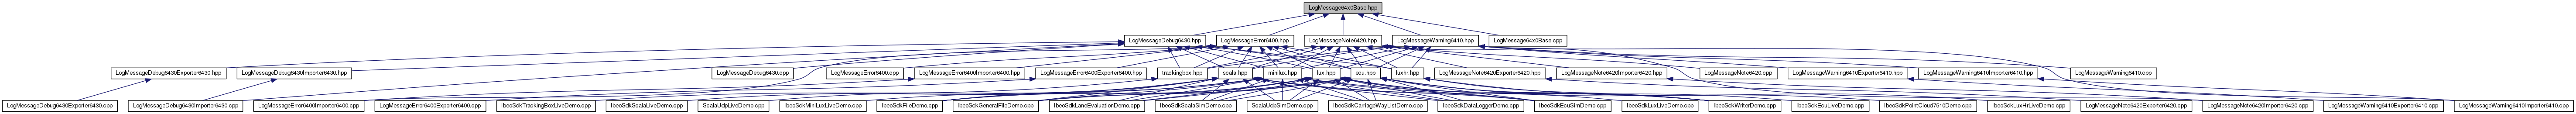 LogMessage64x0Base.hpp
LogMessageDebug6430.hpp
LogMessageError6400.hpp
LogMessageNote6420.hpp
LogMessageWarning6410.hpp
LogMessage64x0Base.cpp
LogMessageDebug6430Exporter6430.hpp
LogMessageDebug6430Importer6430.hpp
LogMessageDebug6430.cpp
LogMessageError6400.cpp
LogMessageError6400Importer6400.hpp
LogMessageError6400Exporter6400.hpp
trackingbox.hpp
scala.hpp
minilux.hpp
lux.hpp
ecu.hpp
luxhr.hpp
LogMessageNote6420Exporter6420.hpp
LogMessageNote6420Importer6420.hpp
LogMessageNote6420.cpp
LogMessageWarning6410Exporter6410.hpp
LogMessageWarning6410Importer6410.hpp
LogMessageWarning6410.cpp
LogMessageDebug6430Exporter6430.cpp
LogMessageDebug6430Importer6430.cpp
LogMessageError6400Importer6400.cpp
LogMessageError6400Exporter6400.cpp
IbeoSdkTrackingBoxLiveDemo.cpp
IbeoSdkScalaLiveDemo.cpp
ScalaUdpLiveDemo.cpp
IbeoSdkMiniLuxLiveDemo.cpp
IbeoSdkFileDemo.cpp
IbeoSdkGeneralFileDemo.cpp
IbeoSdkLaneEvaluationDemo.cpp
IbeoSdkScalaSimDemo.cpp
ScalaUdpSimDemo.cpp
IbeoSdkCarriageWayListDemo.cpp
IbeoSdkDataLoggerDemo.cpp
IbeoSdkEcuSimDemo.cpp
IbeoSdkLuxLiveDemo.cpp
IbeoSdkWriterDemo.cpp
IbeoSdkEcuLiveDemo.cpp
IbeoSdkPointCloud7510Demo.cpp
IbeoSdkLuxHrLiveDemo.cpp
LogMessageNote6420Exporter6420.cpp
LogMessageNote6420Importer6420.cpp
LogMessageWarning6410Exporter6410.cpp
LogMessageWarning6410Importer6410.cpp